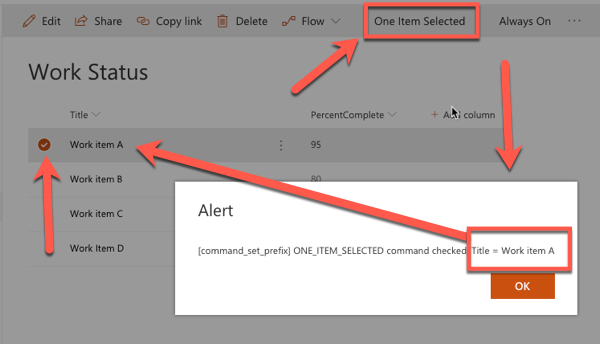 Edit Share Copy link Delete Flow One Item Selected Always On ...
Work Status
Title PercentComplete + Add column
Work item A 95
Work item B 80
Work item C
Work Item D
Alert
[command_set_prefix] ONE_ITEM_SELECTED command checked Title = Work item A
OK